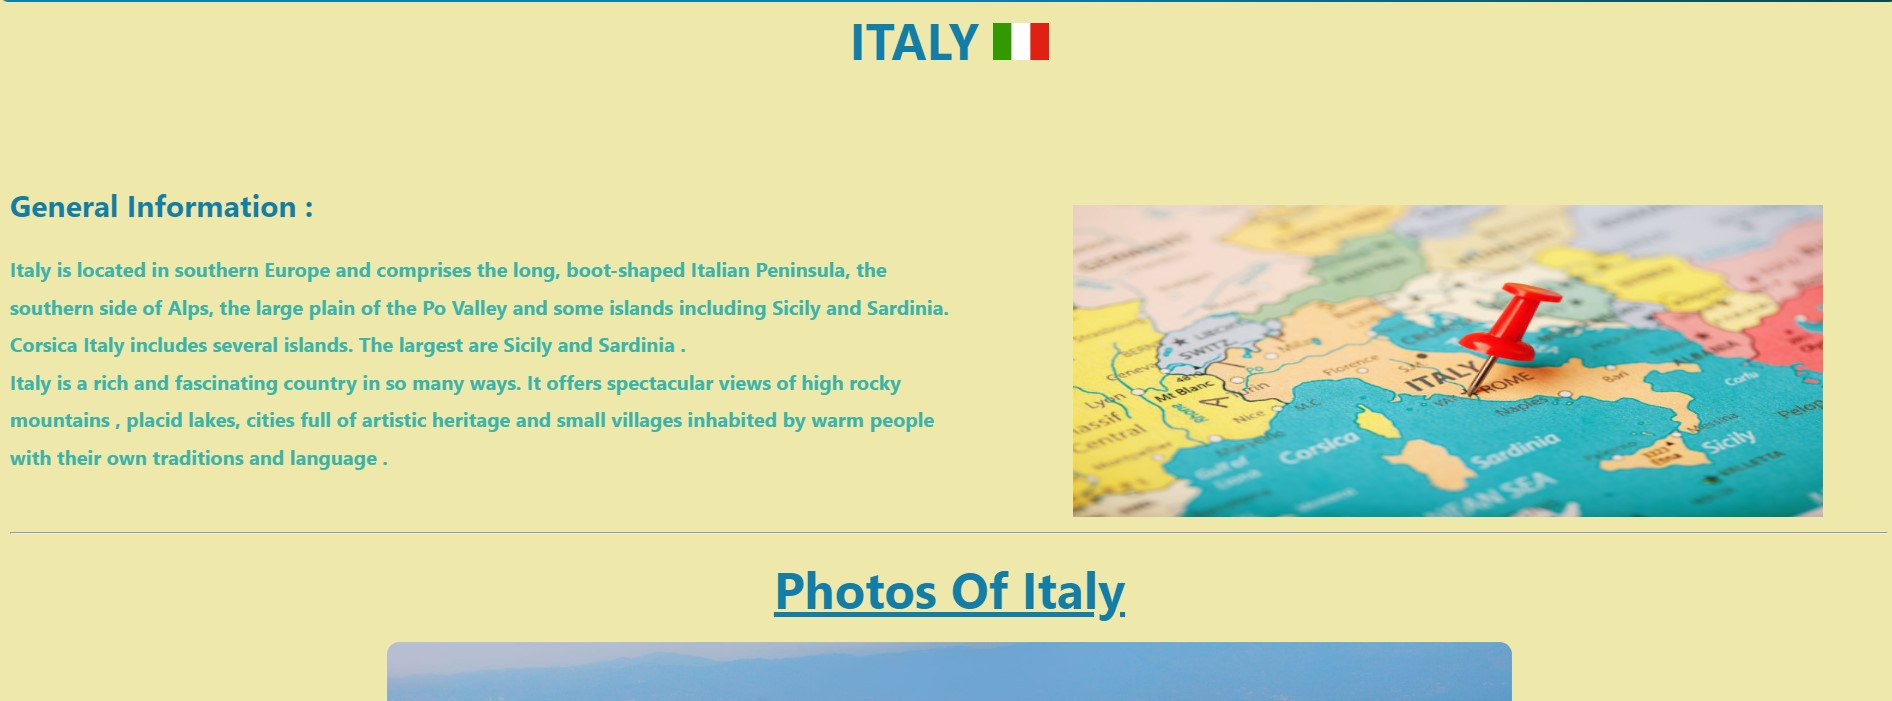 ITALY
General Information :
Italy is located in southern Europe and comprises the long, boot-shaped Italian Peninsula, the
southern side of Alps, the large plain of the Po Valley and some islands including Sicily and Sardinia.
Corsica Italy includes several islands. The largest are Sicily and Sardinia .
Italy is a rich and fascinating country in so many ways. It offers spectacular views of high rocky
mountains , placid lakes, cities full of artistic heritage and small villages inhabited by warm people
with their own traditions and language .
SWITZ.
Geneva
Lyon
Mt Blanc
Nice
Florence
ITALY
ROME
Naples
Bari
ALBANIA
Corfu
Corsica
Sardinia
Messina
Sicily
Central
VALLETTA
Photos Of Italy